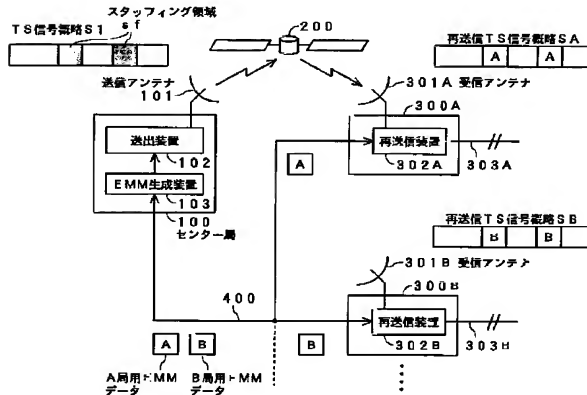 TS信号概略S1
スタッフィング領域
sf
200
再送信TS信号概略SA
A
A
送信アンテナ
101
301A 受信アンテナ
300A
送出装置
102
再送信装置
302A
303A
A
EMM生成装置
103
100
センター局
再送信TS信号概略SB
B
B
301B 受信アンテナ
300B
400
再送信装置
302B
303B
A
B
B
A局用EMM
データ
B局用EMM
データ